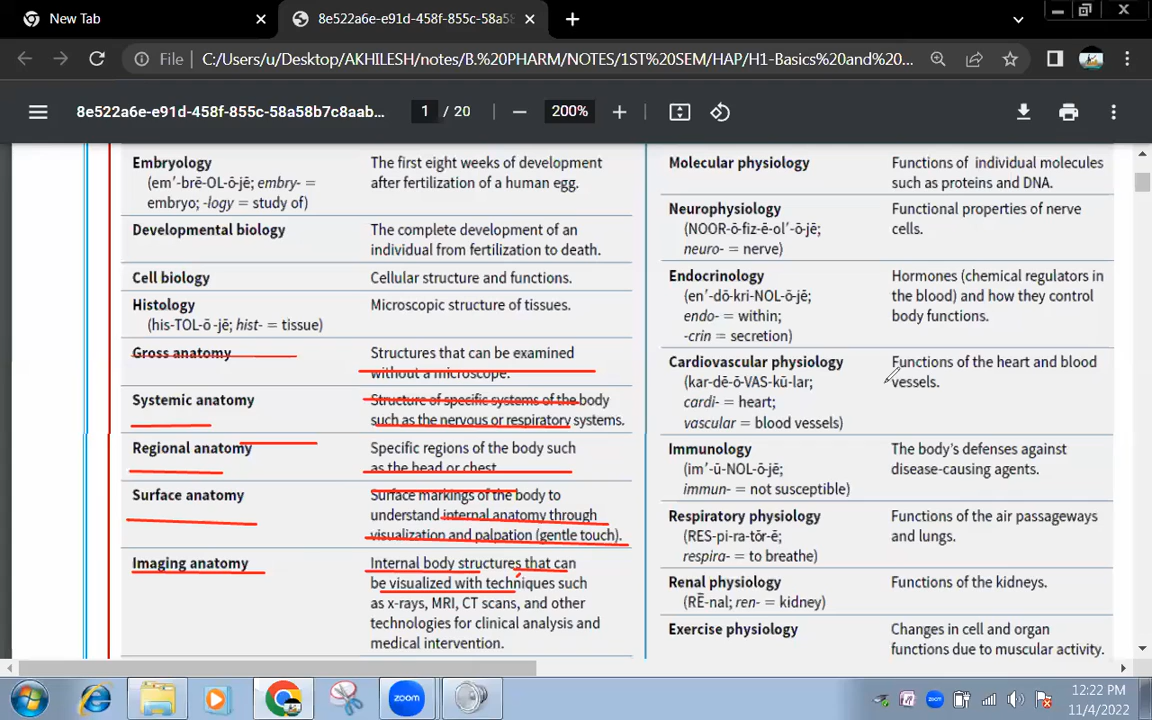 New Tab
8e522a6e-e91d-458f-855c-58a5
File C:/Users/u/Desktop/AKHILESH/notes/B.%20PHARM/NOTES/1ST%20SEM/HAP/H1-Basics%20and%20...
8e522a6e-e91d-458f-855c-58a58b7c8aab...
1 / 20
200%
Embryology The first eight weeks of development
(em′-brē-OL-ō-jē; embry- = after fertilization of a human egg.
embryo; -logy = study of)
Developmental biology The complete development of an
individual from fertilization to death.
Cell biology Cellular structure and functions.
Histology Microscopic structure of tissues.
(his-TOL-ō-jē; hist- = tissue)
Gross anatomy Structures that can be examined
without a microscope.
Systemic anatomy Structure of specific systems of the body
such as the nervous or respiratory systems.
Regional anatomy Specific regions of the body such
as the head or chest.
Surface anatomy Surface markings of the body to
understand internal anatomy through
visualization and palpation (gentle touch).
Imaging anatomy Internal body structures that can
be visualized with techniques such
as x-rays, MRI, CT scans, and other
technologies for clinical analysis and
medical intervention.
Molecular physiology Functions of individual molecules
such as proteins and DNA.
Neurophysiology Functional properties of nerve
(NOOR-ō-fiz-ē-ol′-ō-jē; cells.
neuro- = nerve)
Endocrinology Hormones (chemical regulators in
(en′-dō-kri-NOL-ō-jē; the blood) and how they control
endo- = within; body functions.
-crin = secretion)
Cardiovascular physiology Functions of the heart and blood
(kar-dē-ō-VAS-kū-lar; vessels.
cardi- = heart;
vascular = blood vessels)
Immunology The body's defenses against
(im′-ū-NOL-ō-jē; disease-causing agents.
immun- = not susceptible)
Respiratory physiology Functions of the air passageways
(RES-pi-ra-tōr-ē; and lungs.
respira- = to breathe)
Renal physiology Functions of the kidneys.
(RĒ-nal; ren- = kidney)
Exercise physiology Changes in cell and organ
functions due to muscular activity.
zoom
12:22 PM
11/4/2022